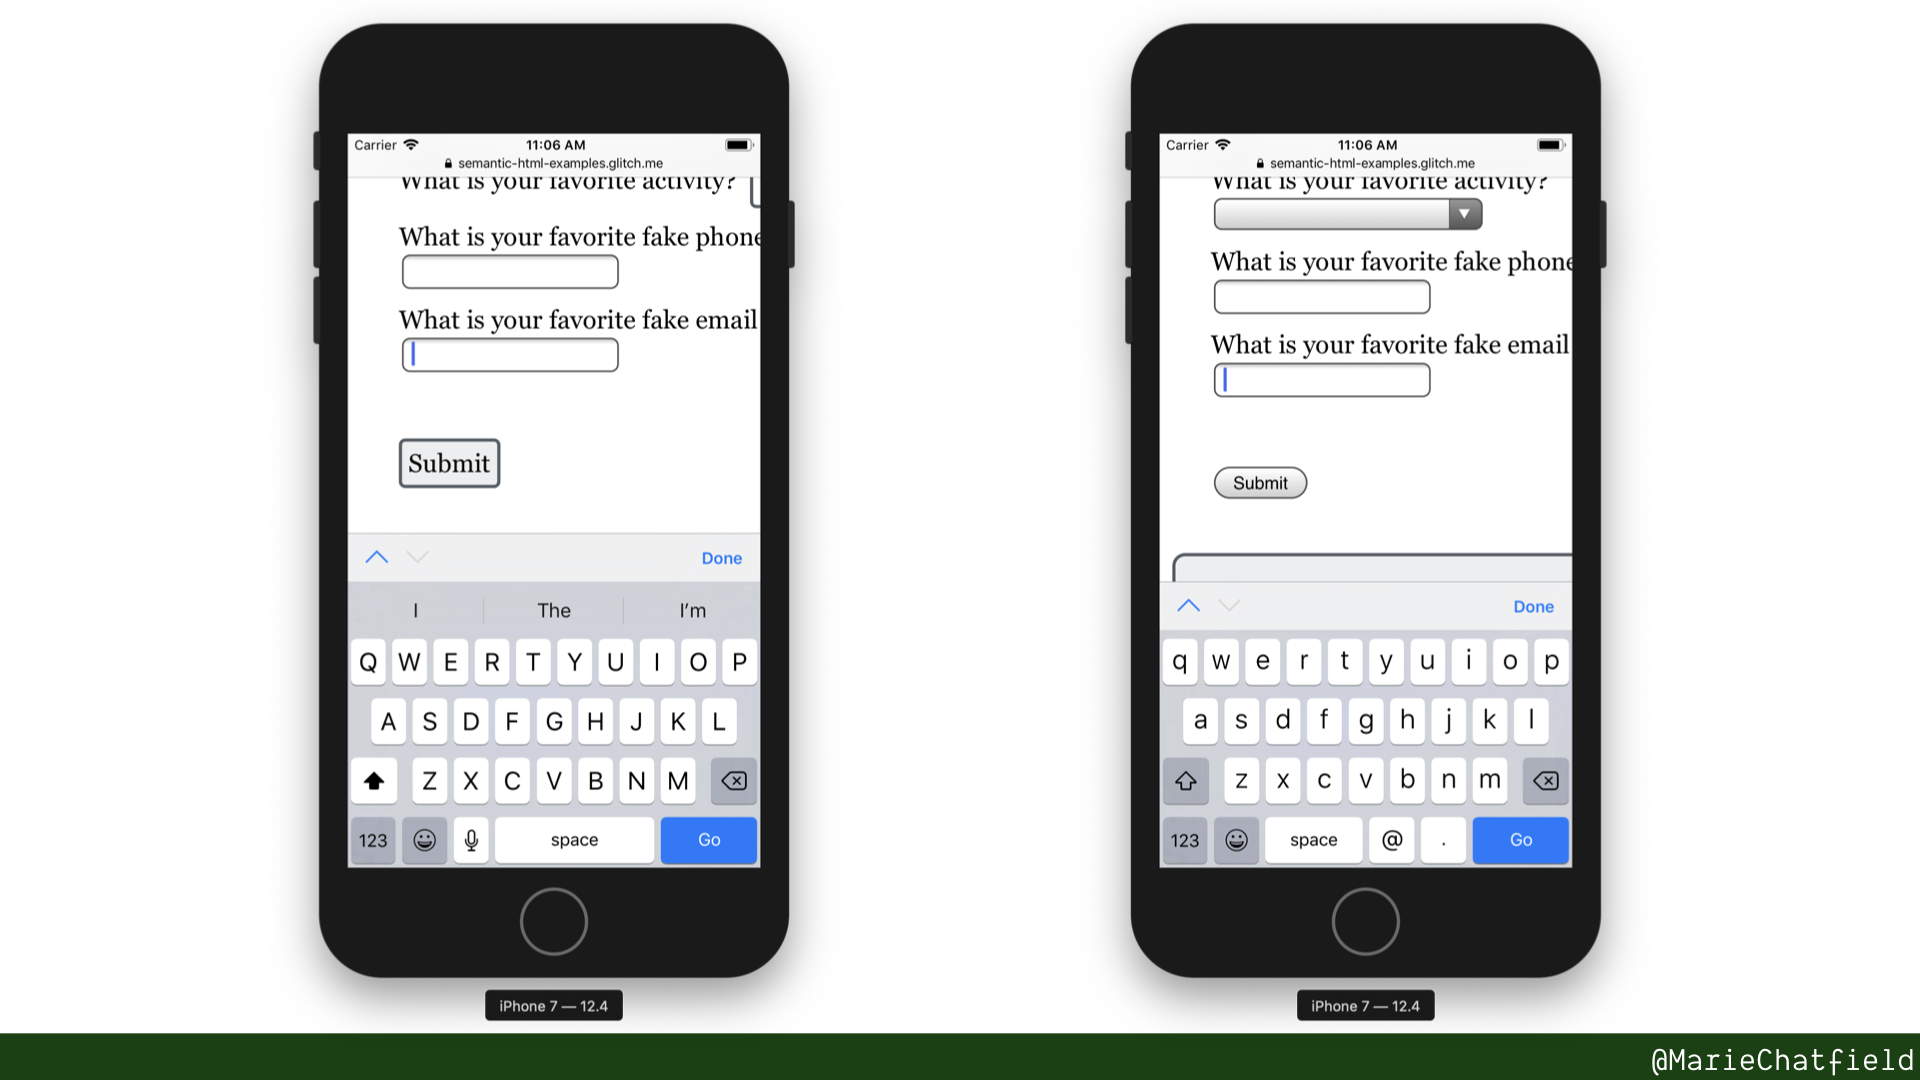 Carrier 11:06 AM
semantic-html-examples.glitch.me
What is your favorite activity?
What is your favorite fake phone
What is your favorite fake email
Submit
Done
I The I'm
Q W E R T Y U I O P
A S D F G H J K L
Z X C V B N M
123 space Go
iPhone 7 — 12.4
Carrier 11:06 AM
semantic-html-examples.glitch.me
What is your favorite activity?
What is your favorite fake phone
What is your favorite fake email
Submit
Done
q w e r t y u i o p
a s d f g h j k l
z x c v b n m
123 space @ . Go
iPhone 7 — 12.4
@MarieChatfield